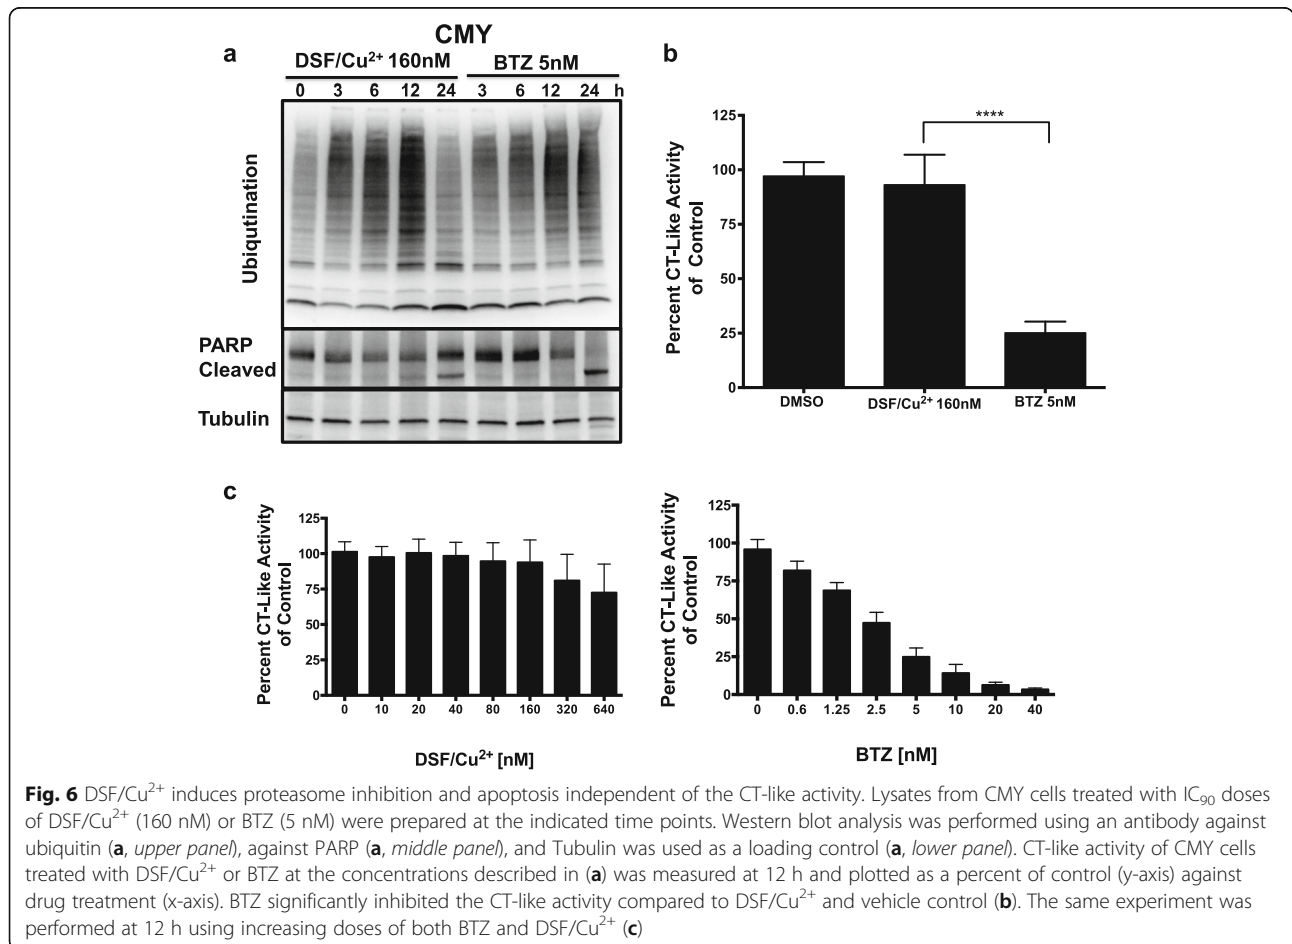 CMY
a
DSF/Cu²⁺ 160nM BTZ 5nM
0 3 6 12 24 3 6 12 24 h
Ubiqutination
PARP
Cleaved
Tubulin
b
Percent CT-Like Activity
of Control
125
100
75
50
25
0
****
DMSO DSF/Cu²⁺ 160nM BTZ 5nM
c
Percent CT-Like Activity
of Control
125
100
75
50
25
0
0 10 20 40 80 160 320 640
DSF/Cu²⁺ [nM]
Percent CT-Like Activity
of Control
125
100
75
50
25
0
0 0.6 1.25 2.5 5 10 20 40
BTZ [nM]
Fig. 6 DSF/Cu²⁺ induces proteasome inhibition and apoptosis independent of the CT-like activity. Lysates from CMY cells treated with IC₉₀ doses
of DSF/Cu²⁺ (160 nM) or BTZ (5 nM) were prepared at the indicated time points. Western blot analysis was performed using an antibody against
ubiquitin (a, upper panel), against PARP (a, middle panel), and Tubulin was used as a loading control (a, lower panel). CT-like activity of CMY cells
treated with DSF/Cu²⁺ or BTZ at the concentrations described in (a) was measured at 12 h and plotted as a percent of control (y-axis) against
drug treatment (x-axis). BTZ significantly inhibited the CT-like activity compared to DSF/Cu²⁺ and vehicle control (b). The same experiment was
performed at 12 h using increasing doses of both BTZ and DSF/Cu²⁺ (c)